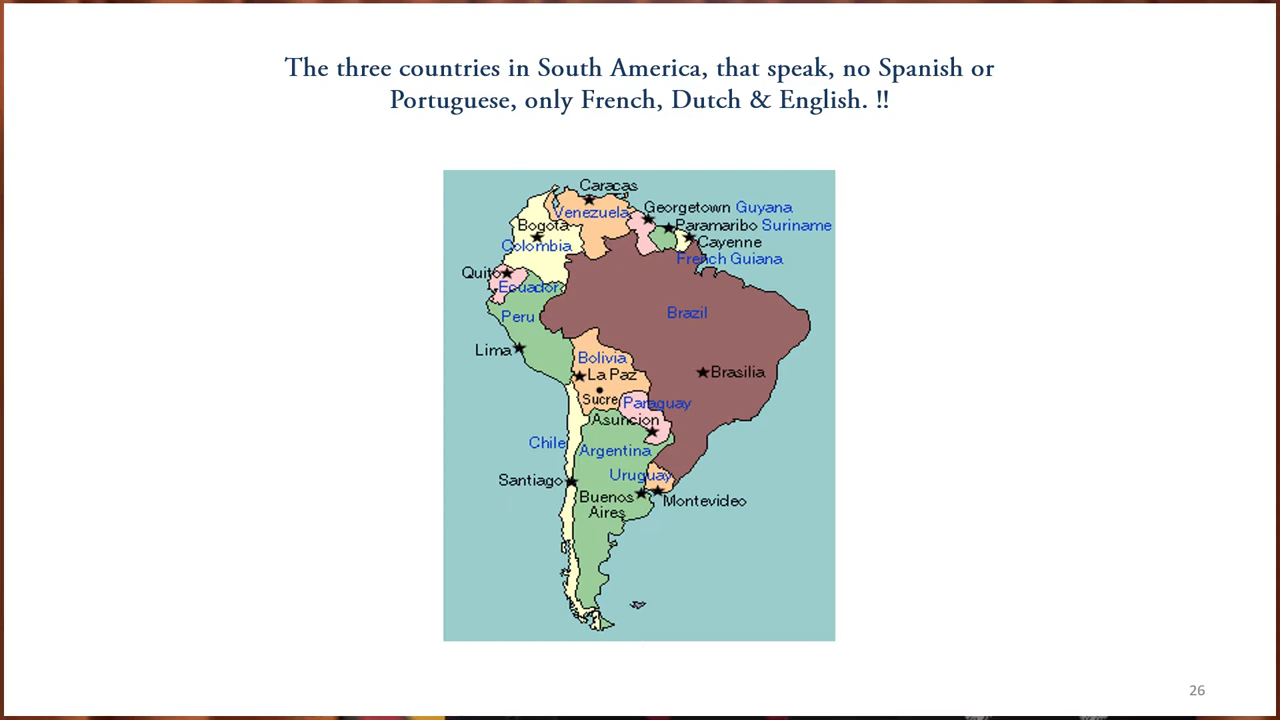 The three countries in South America, that speak, no Spanish or
Portuguese, only French, Dutch & English. !!
Caracas
Venezuela
Georgetown Guyana
Bogota
Paramaribo Suriname
Colombia
Cayenne
French Guiana
Quito
Ecuador
Peru
Brazil
Lima
Bolivia
La Paz
Brasilia
Sucre
Paraguay
Asuncion
Chile
Argentina
Uruguay
Santiago
Buenos
Aires
Montevideo
26